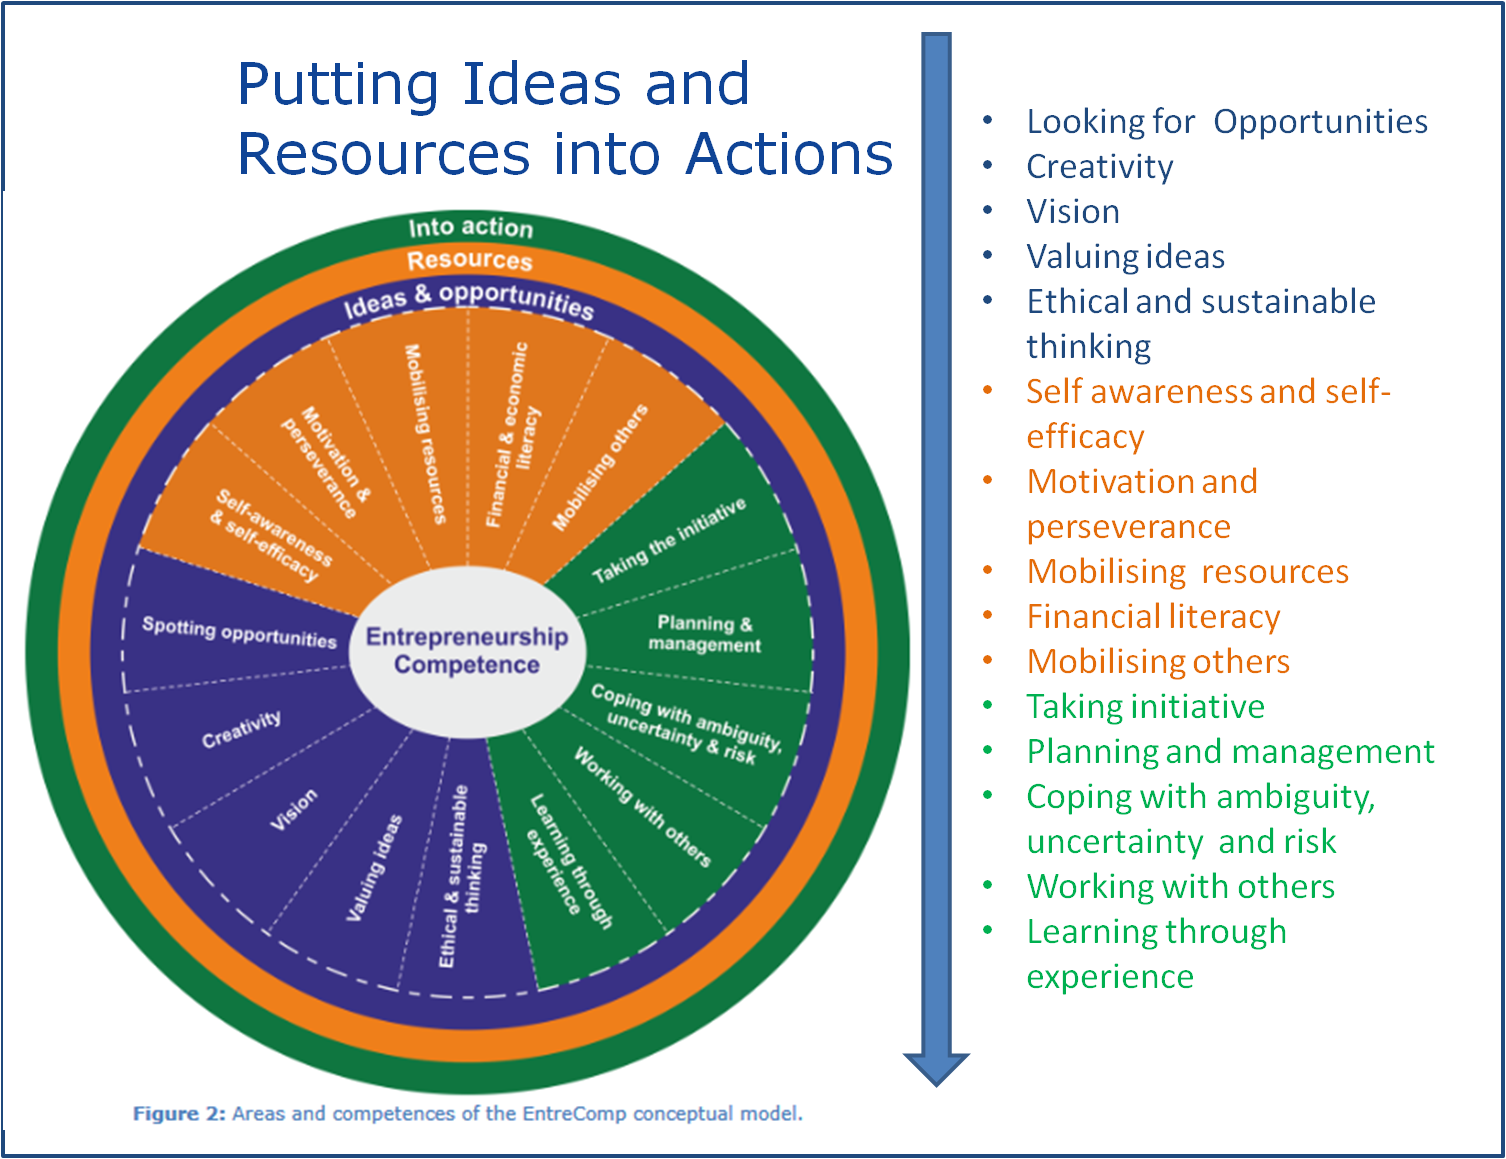 Putting Ideas and
Resources into Actions
Into action
Resources
Ideas & opportunities
Mobilising resources
Financial & economic
literacy
Mobilising others
Motivation &
perseverance
Self-awareness
& self-efficacy
Taking the initiative
Planning &
management
Coping with ambiguity,
uncertainty & risk
Working with others
Learning through
experience
Ethical & sustainable
thinking
Valuing ideas
Vision
Creativity
Spotting opportunities
Entrepreneurship
Competence
Figure 2: Areas and competences of the EntreComp conceptual model.
• Looking for Opportunities
• Creativity
• Vision
• Valuing ideas
• Ethical and sustainable
thinking
• Self awareness and self-
efficacy
• Motivation and
perseverance
• Mobilising resources
• Financial literacy
• Mobilising others
• Taking initiative
• Planning and management
• Coping with ambiguity,
uncertainty and risk
• Working with others
• Learning through
experience